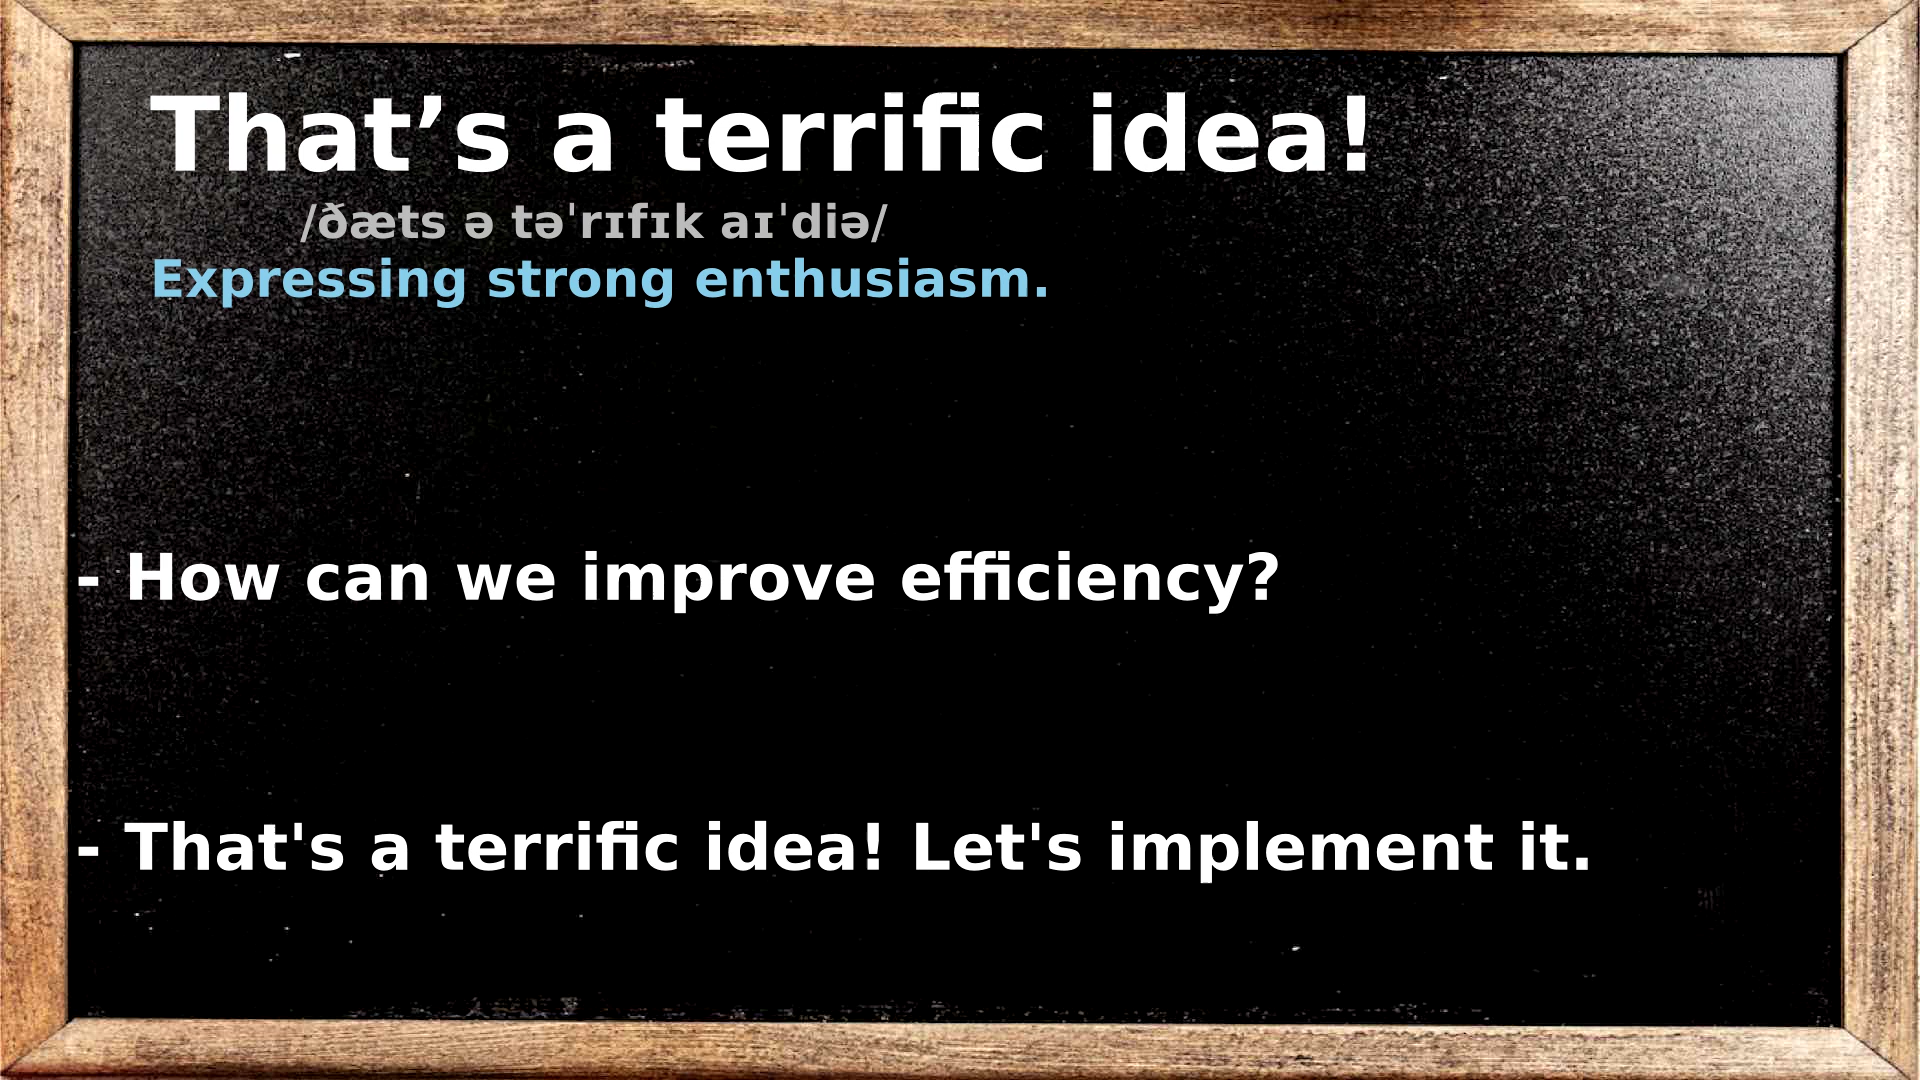 That’s a terrific idea!
/ðæts ə təˈrɪfɪk aɪˈdiə/
Expressing strong enthusiasm.
- How can we improve efficiency?
- That's a terrific idea! Let's implement it.